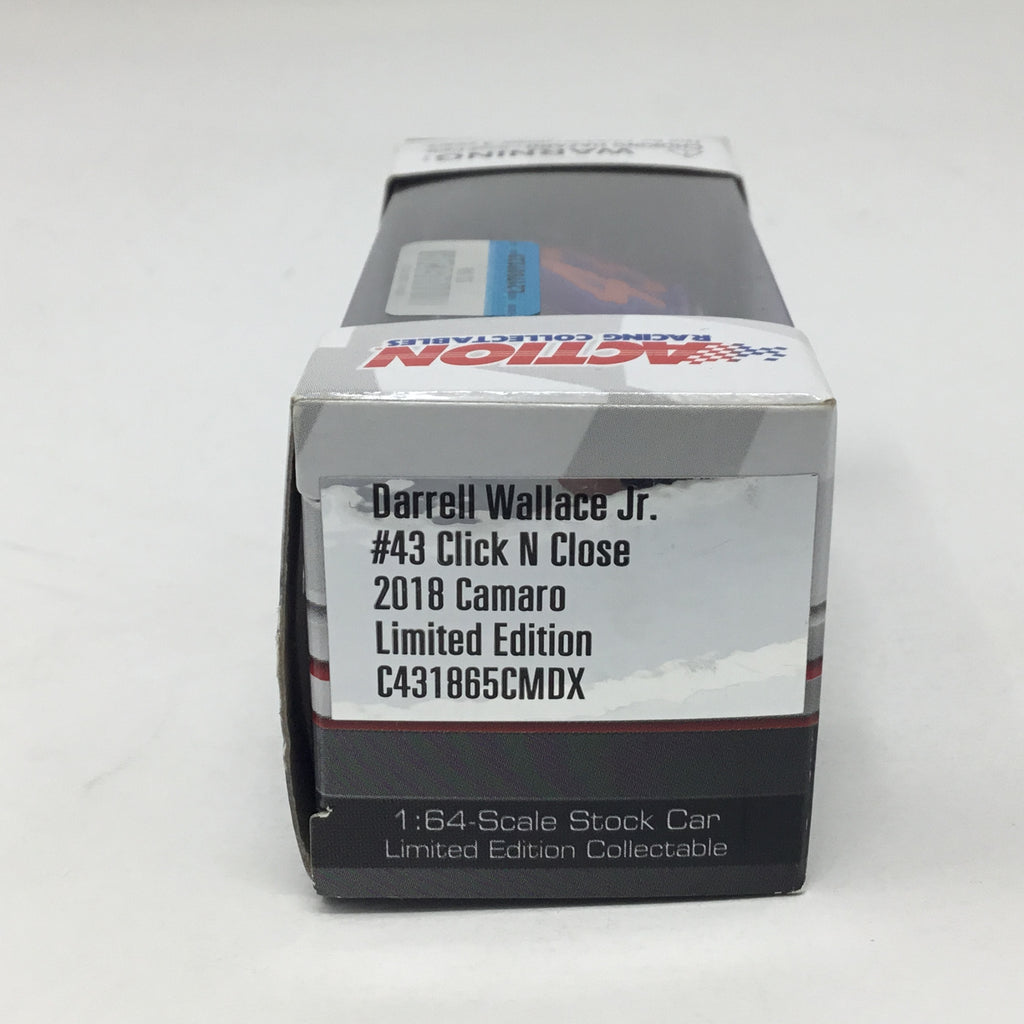 WARNING:
ACTION
RACING COLLECTABLES
Darrell Wallace Jr.
#43 Click N Close
2018 Camaro
Limited Edition
C431865CMDX
1:64-Scale Stock Car
Limited Edition Collectable